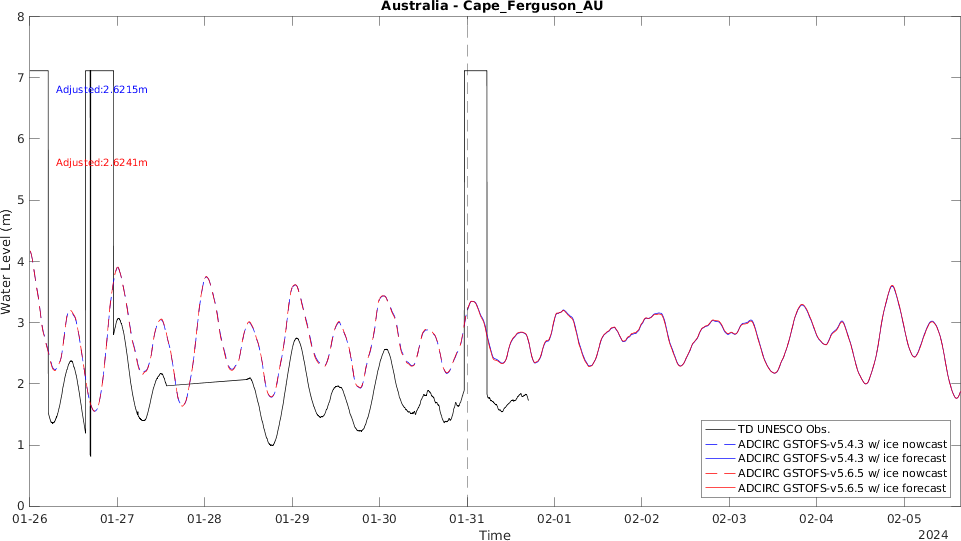 Australia - Cape_Ferguson_AU
8
7
6
5
4
3
2
1
0
Water Level (m)
Adjusted:2.6215m
Adjusted:2.6241m
TD UNESCO Obs.
ADCIRC GSTOFS-v5.4.3 w/ ice nowcast
ADCIRC GSTOFS-v5.4.3 w/ ice forecast
ADCIRC GSTOFS-v5.6.5 w/ ice nowcast
ADCIRC GSTOFS-v5.6.5 w/ ice forecast
01-26 01-27 01-28 01-29 01-30 01-31 02-01 02-02 02-03 02-04 02-05
Time
2024